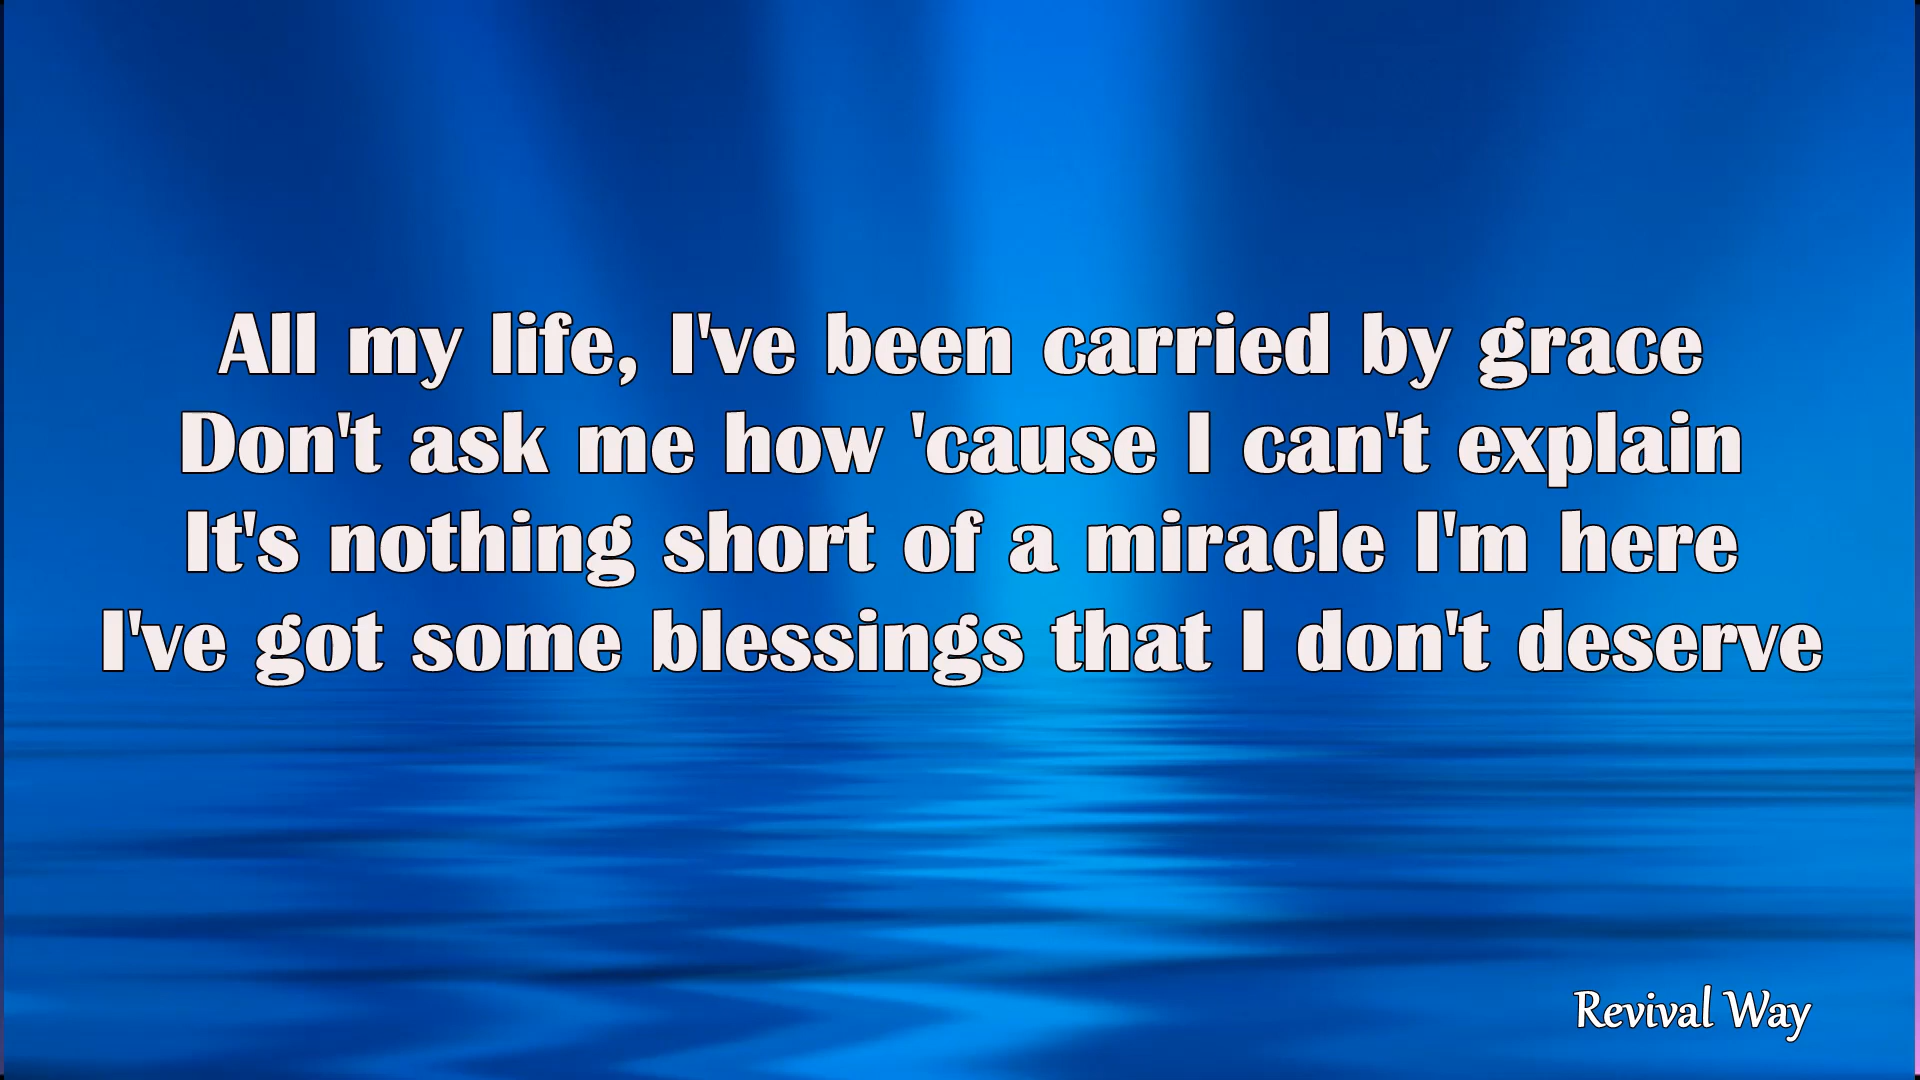 All my life, I've been carried by grace
Don't ask me how 'cause I can't explain
It's nothing short of a miracle I'm here
I've got some blessings that I don't deserve
Revival Way